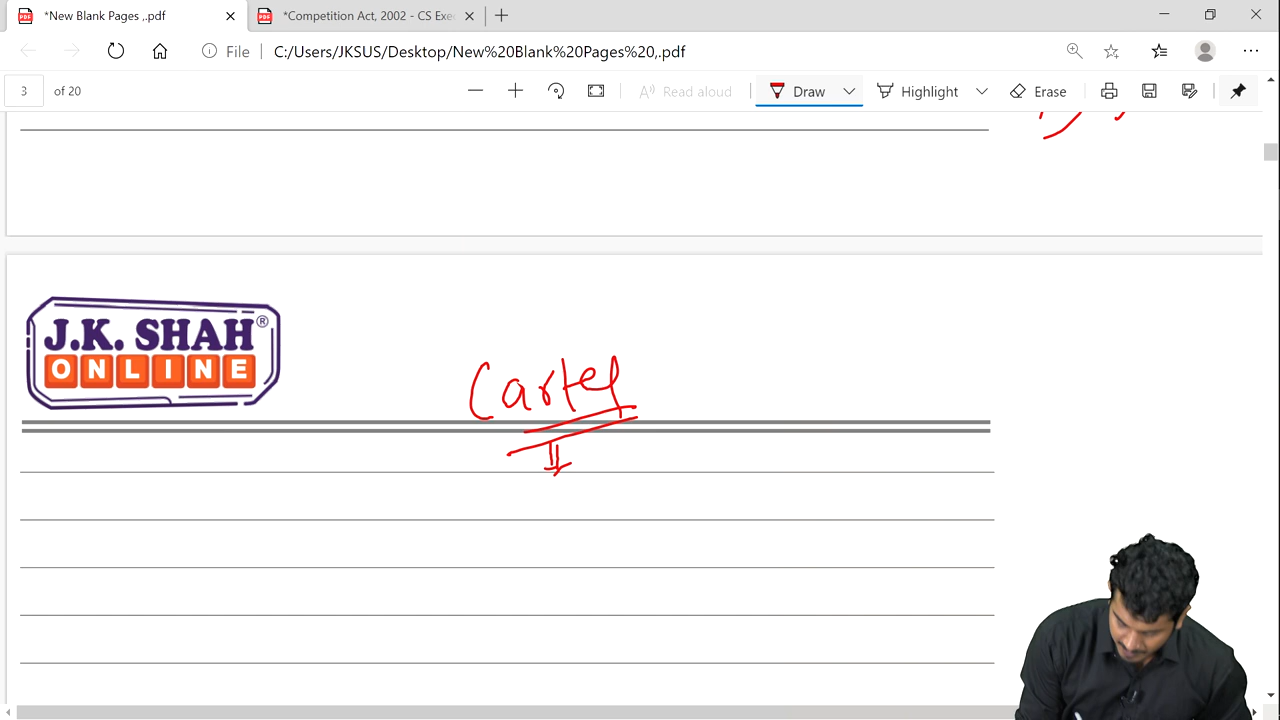 *New Blank Pages ,.pdf
*Competition Act, 2002 - CS Exe
File C:/Users/JKSUS/Desktop/New%20Blank%20Pages%20,.pdf
3 of 20
Read aloud
Draw
Highlight
Erase
J.K. SHAH®
ONLINE
Cartel